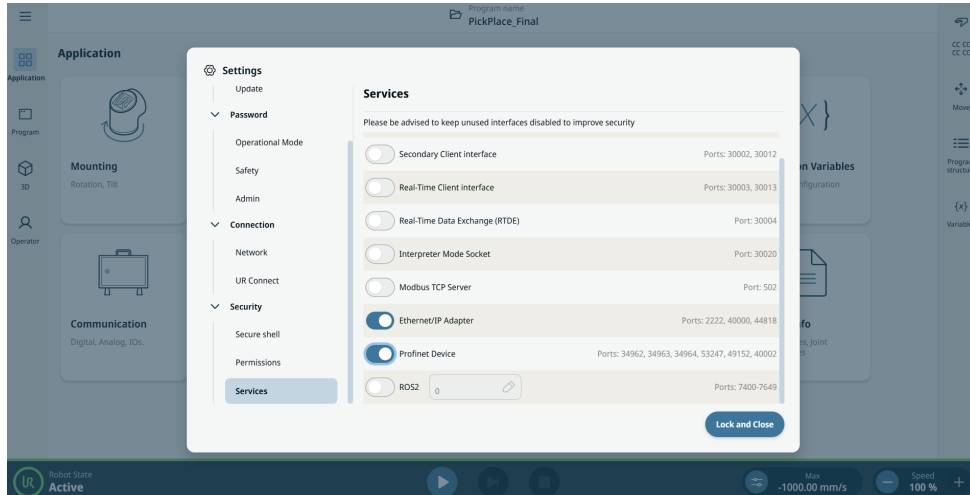 Program name
PickPlace_Final
Application
Application
Program
3D
Operator
Mounting
Rotation, Tilt
Communication
Digital, Analog, IOs.
Settings
Update
Password
Operational Mode
Safety
Admin
Connection
Network
UR Connect
Security
Secure shell
Permissions
Services
Services
Please be advised to keep unused interfaces disabled to improve security
Secondary Client interface
Ports: 30002, 30012
Real-Time Client interface
Ports: 30003, 30013
Real-Time Data Exchange (RTDE)
Port: 30004
Interpreter Mode Socket
Port: 30020
Modbus TCP Server
Port: 502
Ethernet/IP Adapter
Ports: 2222, 40000, 44818
Profinet Device
Ports: 34962, 34963, 34964, 53247, 49152, 40002
ROS2
0
Ports: 7400-7649
Lock and Close
X }
Variables
CC CC
CC CC
Move
{x}
Robot State
Active
Max
-1000.00 mm/s
Speed
100 %